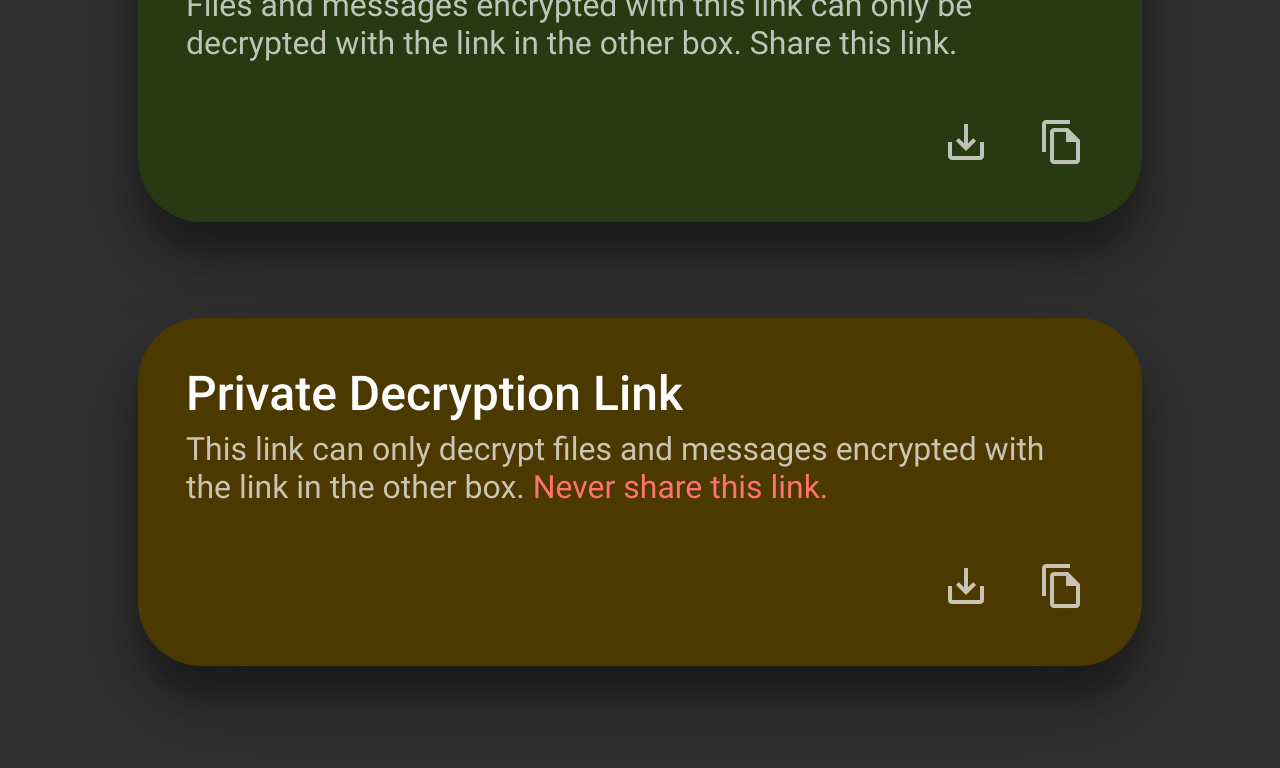 Files and messages encrypted with this link can only be
decrypted with the link in the other box. Share this link.
Private Decryption Link
This link can only decrypt files and messages encrypted with
the link in the other box. Never share this link.